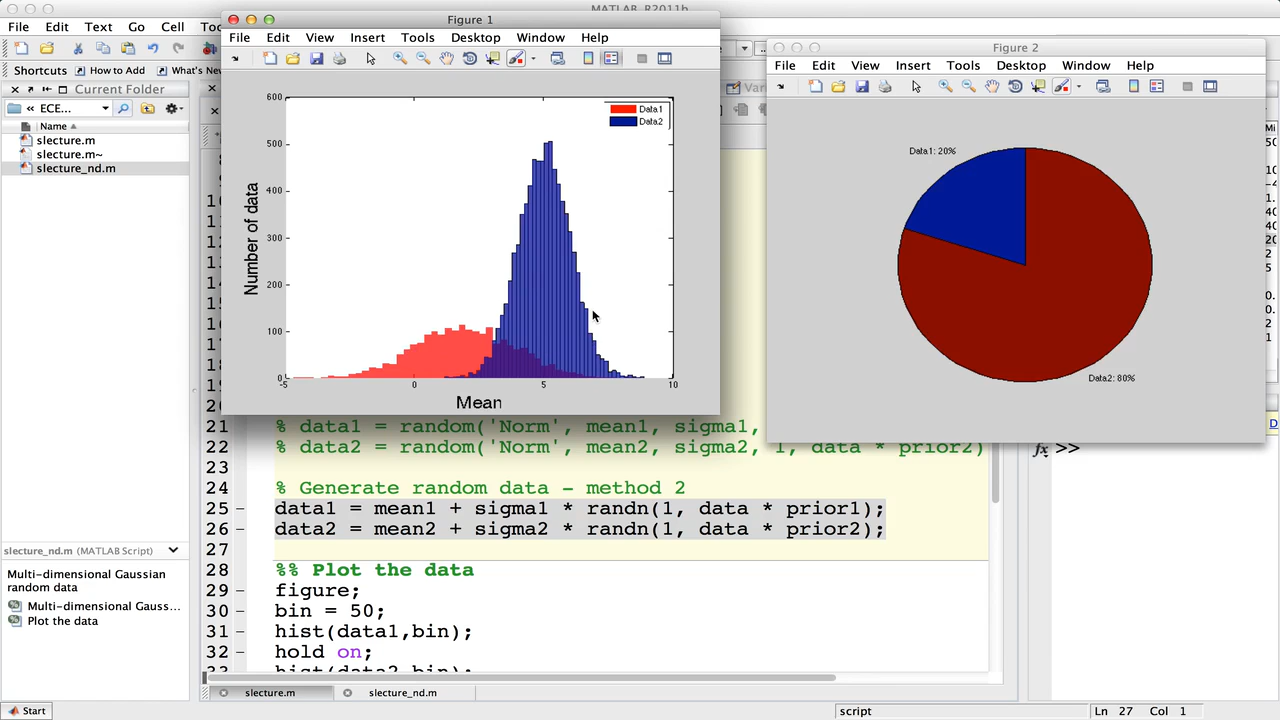 MATLAB R2011b
File Edit Text Go Cell
Shortcuts How to Add What's New
Current Folder
« ECE...
Name
slecture.m
slecture.m~
slecture_nd.m
slecture_nd.m (MATLAB Script)
Multi-dimensional Gaussian
random data
Multi-dimensional Gauss...
Plot the data
Start
Figure 1
File Edit View Insert Tools Desktop Window Help
600
500
400
300
200
100
0
-5 0 5 10
Number of data
Mean
Data1
Data2
Figure 2
File Edit View Insert Tools Desktop Window Help
Data1: 20%
Data2: 80%
21 % data1 = random('Norm', mean1, sigma1,
22 % data2 = random('Norm', mean2, sigma2, 1, data * prior2)
23
24 % Generate random data - method 2
25 data1 = mean1 + sigma1 * randn(1, data * prior1);
26 data2 = mean2 + sigma2 * randn(1, data * prior2);
27
28 %% Plot the data
29 figure;
30 bin = 50;
31 hist(data1,bin);
32 hold on;
33 hist(data2,bin);
fx >>
slecture.m slecture_nd.m
script Ln 27 Col 1